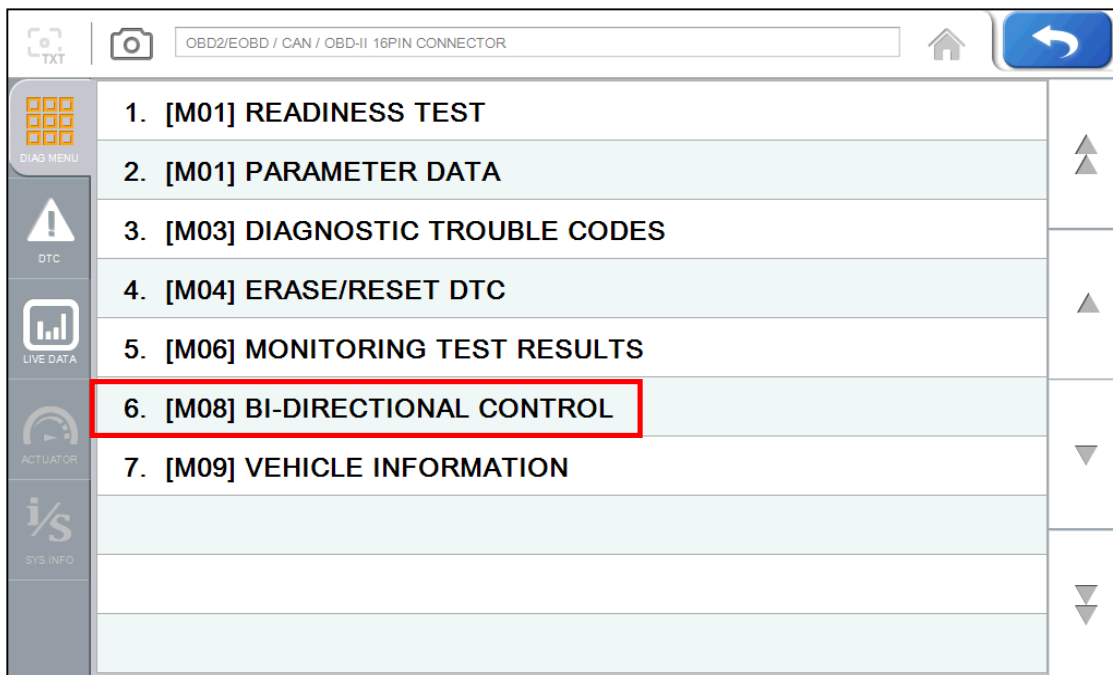 TXT
OBD2/EOBD / CAN / OBD-II 16PIN CONNECTOR
DIAG MENU
DTC
LIVE DATA
ACTUATOR
i/S
SYS INFO
1. [M01] READINESS TEST
2. [M01] PARAMETER DATA
3. [M03] DIAGNOSTIC TROUBLE CODES
4. [M04] ERASE/RESET DTC
5. [M06] MONITORING TEST RESULTS
6. [M08] BI-DIRECTIONAL CONTROL
7. [M09] VEHICLE INFORMATION